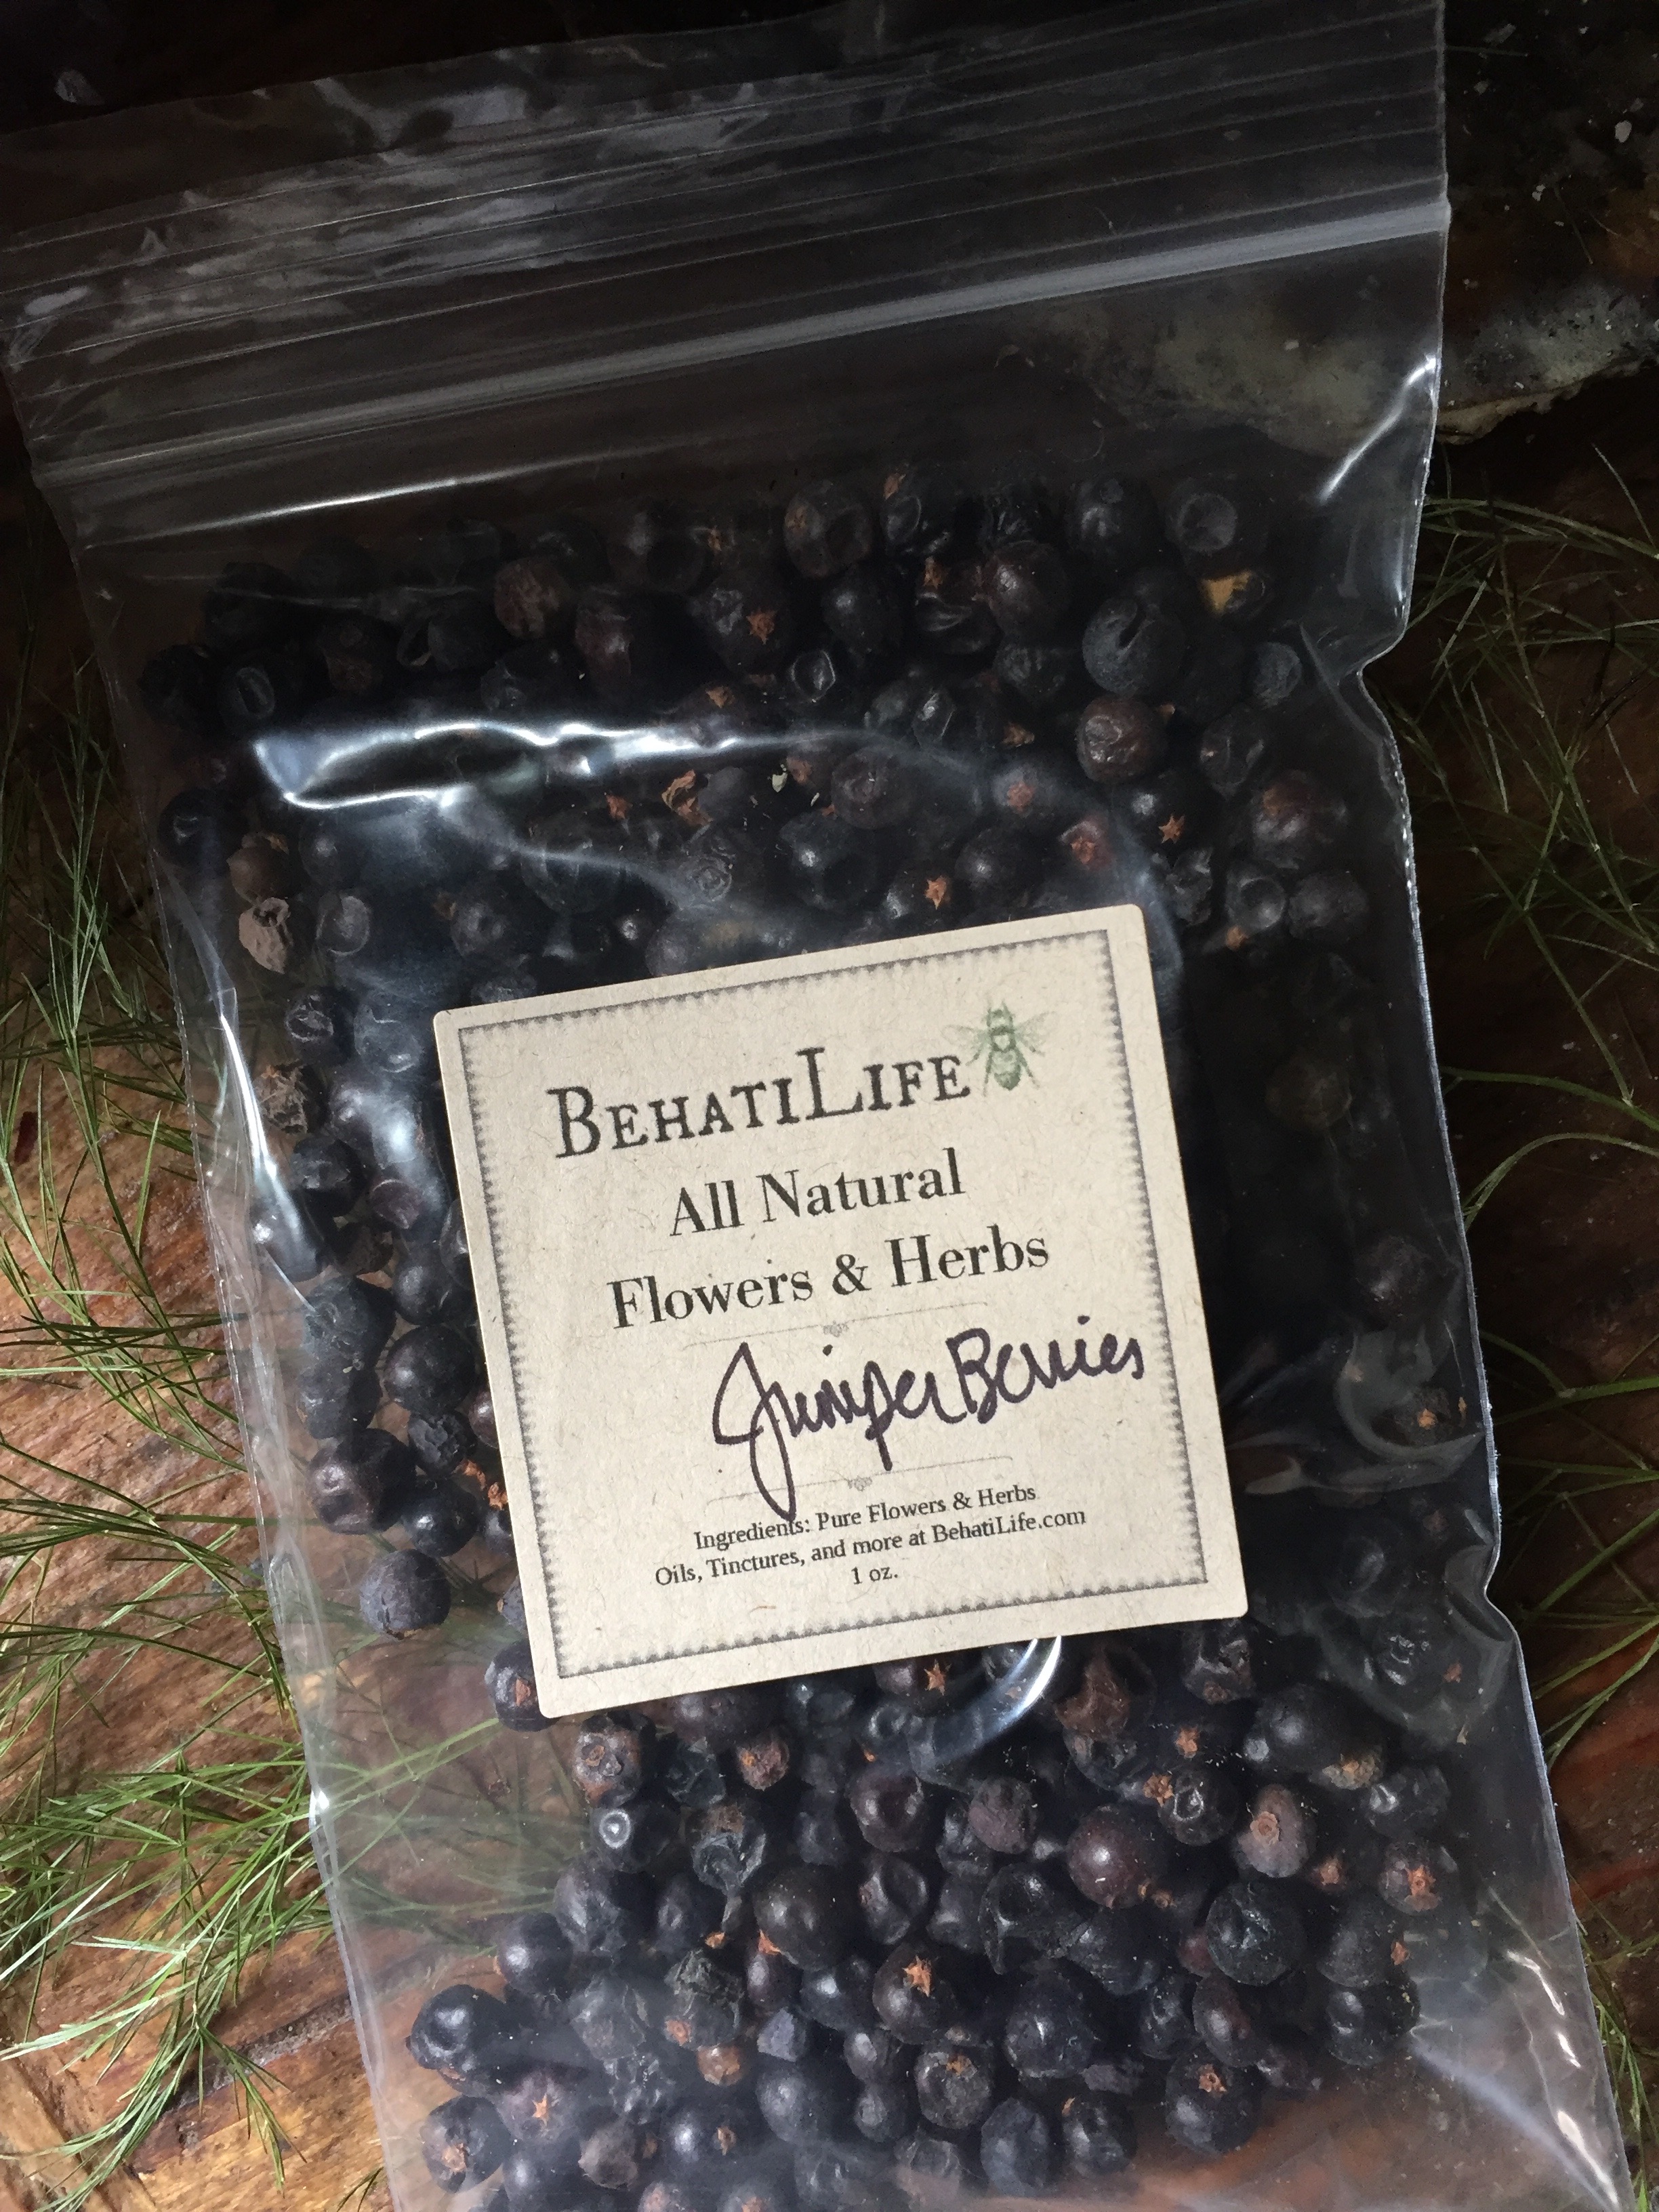 BEHATILIFE
All Natural
Flowers & Herbs
Juniper Berries
Ingredients: Pure Flowers & Herbs
Oils, Tinctures, and more at BehatiLife.com
1 oz.